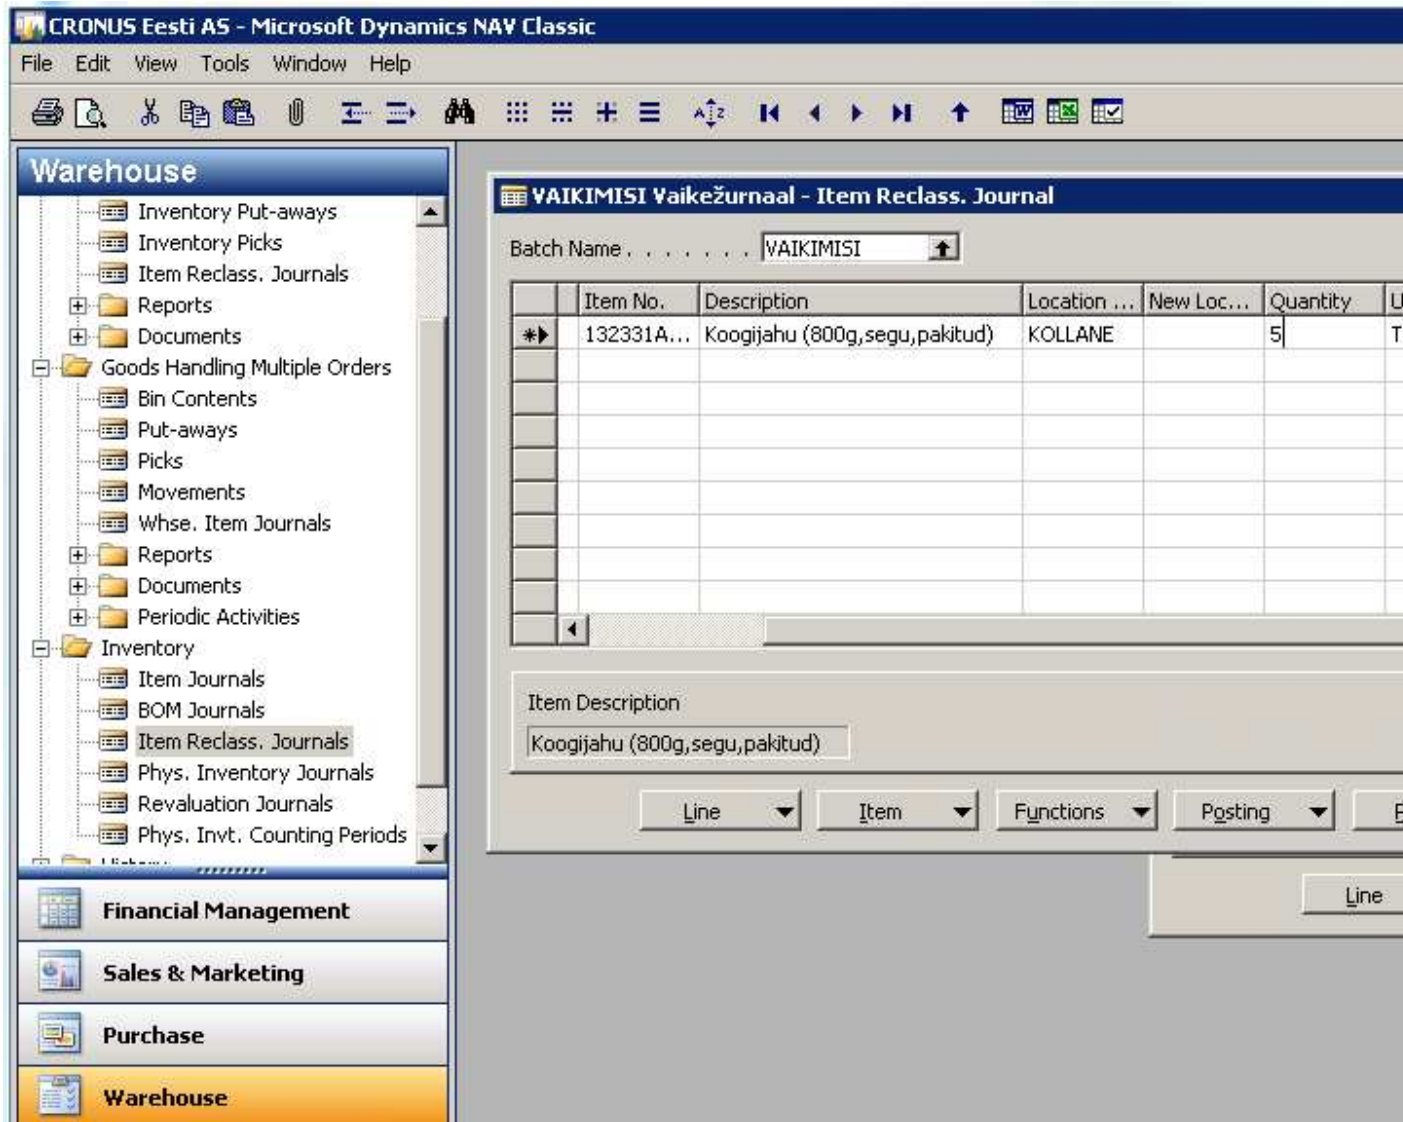 CRONUS Eesti AS - Microsoft Dynamics NAV Classic
File Edit View Tools Window Help
Warehouse
Inventory Put-aways
Inventory Picks
Item Reclass. Journals
Reports
Documents
Goods Handling Multiple Orders
Bin Contents
Put-aways
Picks
Movements
Whse. Item Journals
Reports
Documents
Periodic Activities
Inventory
Item Journals
BOM Journals
Item Reclass. Journals
Phys. Inventory Journals
Revaluation Journals
Phys. Invt. Counting Periods
History
Financial Management
Sales & Marketing
Purchase
Warehouse
VAIKIMISI Vaikežurnaal - Item Reclass. Journal
Batch Name . . . . . . . VAIKIMISI
Item No. Description Location ... New Loc... Quantity U
132331A... Koogijahu (800g,segu,pakitud) KOLLANE 5 T
Item Description
Koogijahu (800g,segu,pakitud)
Line Item Functions Posting
Line